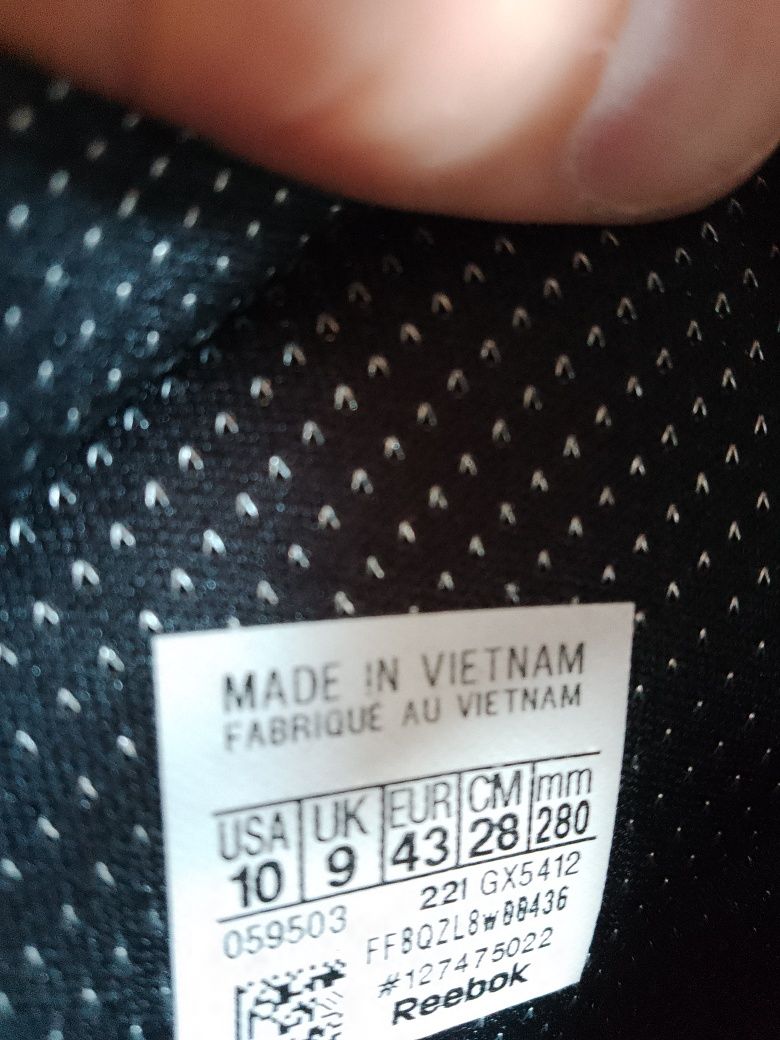 MADE IN VIETNAM
FABRIQUÉ AU VIETNAM
USA UK EUR CM mm
10 9 43 28 280
059503 221 GX5412
#127475022
Reebok